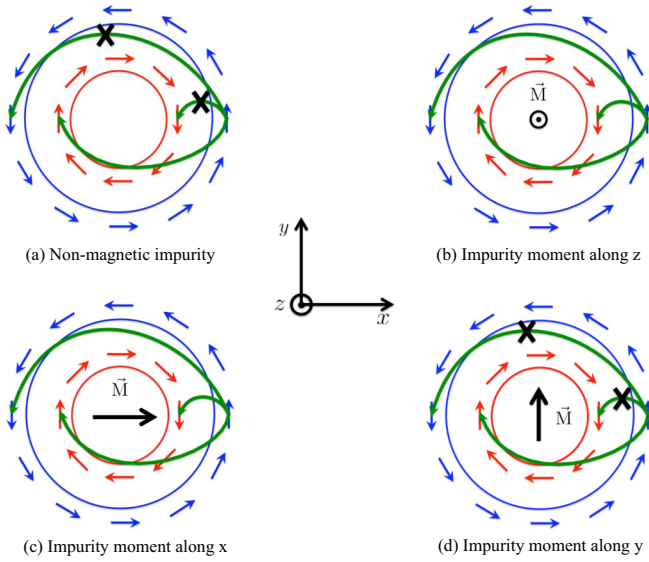 M⃗
(a) Non-magnetic impurity
(b) Impurity moment along z
y
z
x
M⃗
M⃗
(c) Impurity moment along x
(d) Impurity moment along y